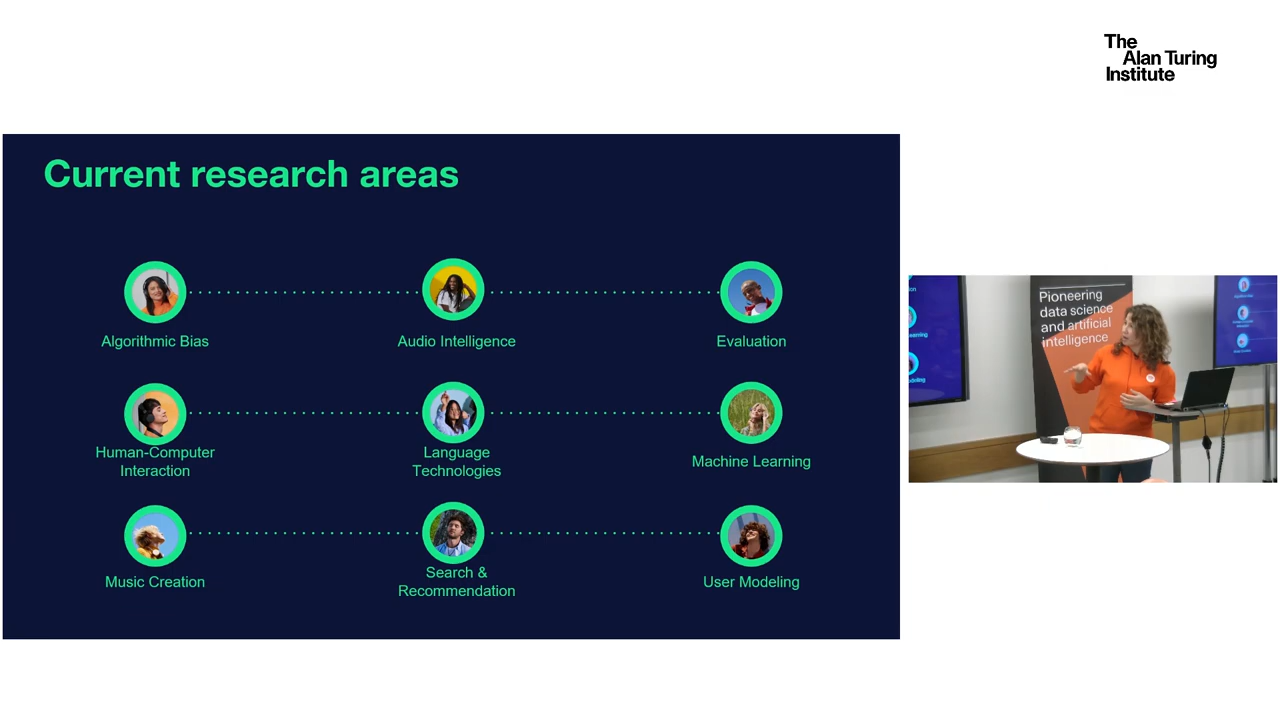 The
Alan Turing
Institute
Current research areas
Algorithmic Bias
Audio Intelligence
Evaluation
Human-Computer
Interaction
Language
Technologies
Machine Learning
Music Creation
Search &
Recommendation
User Modeling
Pioneering
data science
and artificial
intelligence